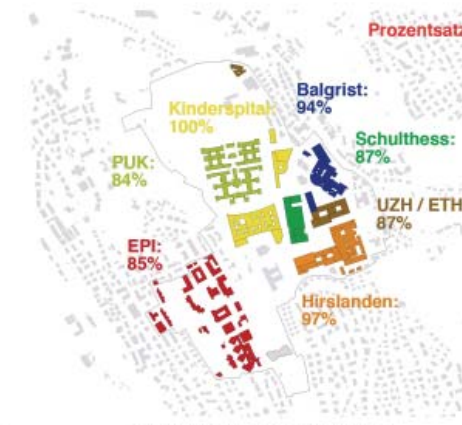 Prozentsatz
Balgrist:
94%
Kinderspital:
100%
Schulthess:
87%
PUK:
84%
UZH / ETH
87%
EPI:
85%
Hirslanden:
97%